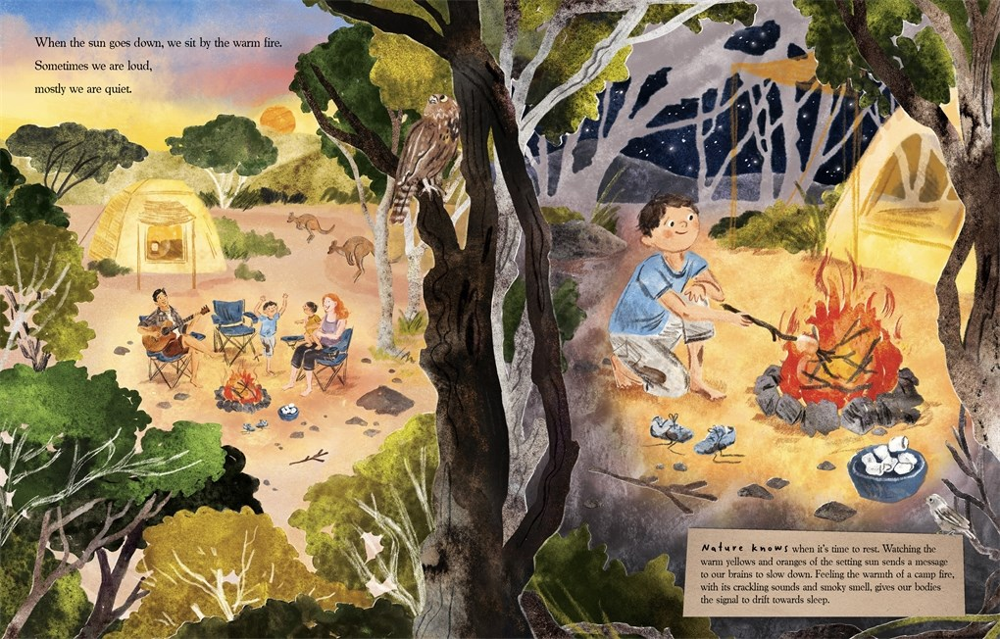 When the sun goes down, we sit by the warm fire.
Sometimes we are loud,
mostly we are quiet.
Nature knows when it's time to rest. Watching the
warm yellows and oranges of the setting sun sends a message
to our brains to slow down. Feeling the warmth of a camp fire,
with its crackling sounds and smoky smell, gives our bodies
the signal to drift towards sleep.